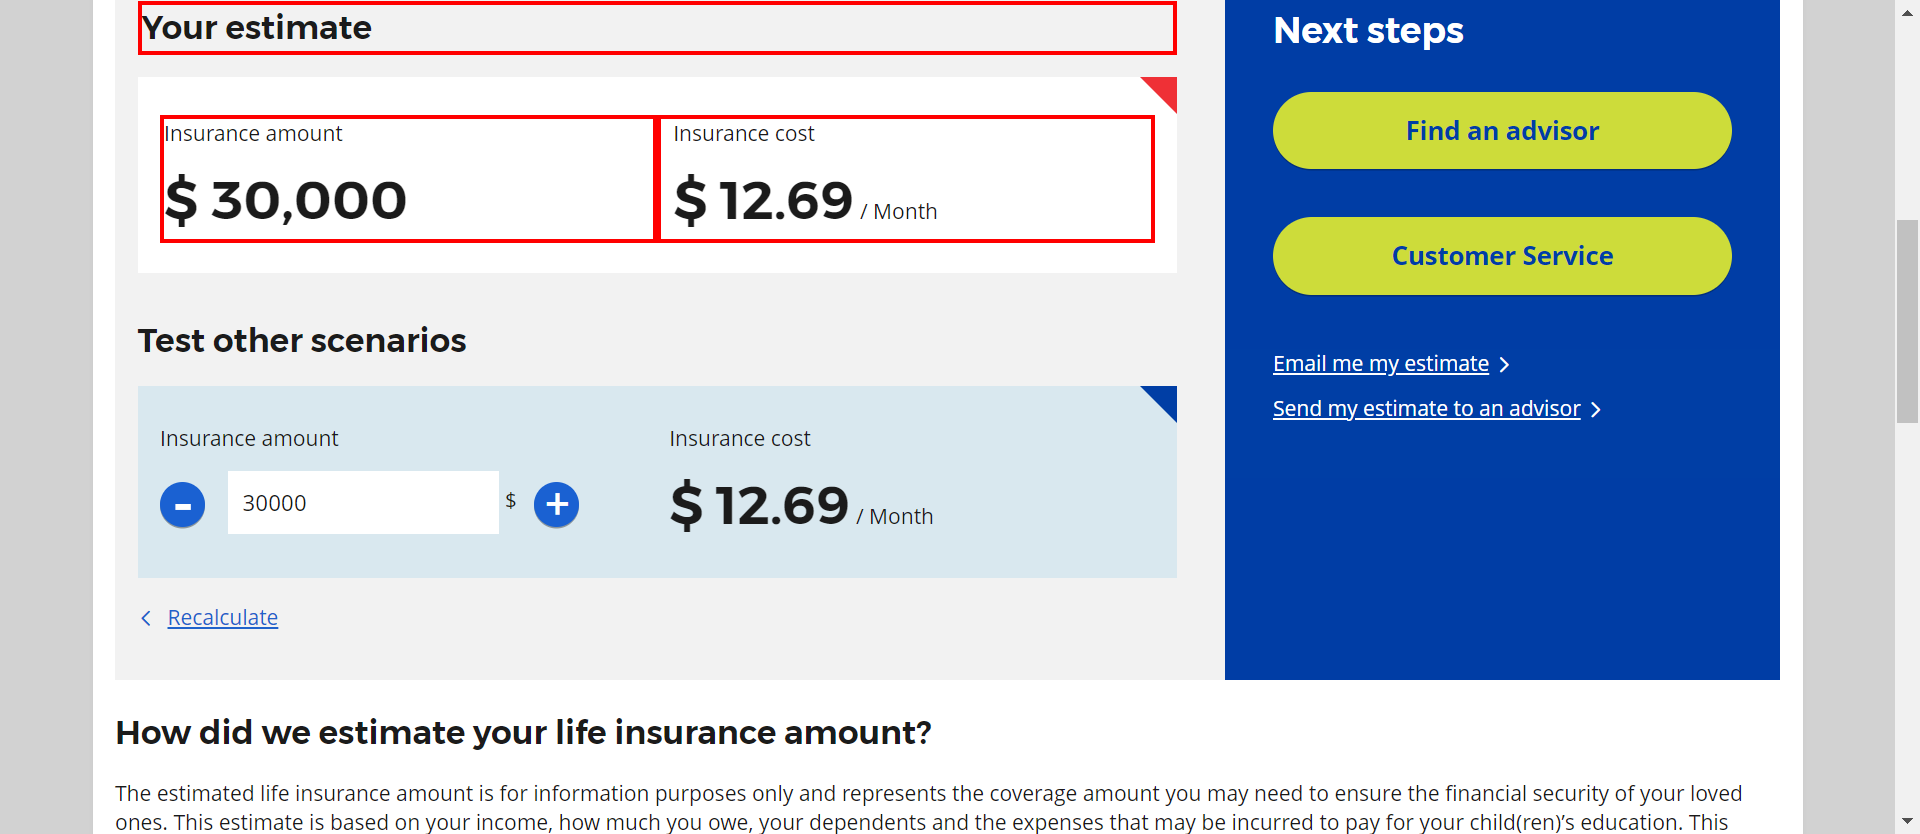 Your estimate
Insurance amount
$ 30,000
Insurance cost
$ 12.69 / Month
Test other scenarios
Insurance amount
- 30000 $ +
Insurance cost
$ 12.69 / Month
Recalculate
Next steps
Find an advisor
Customer Service
Email me my estimate
Send my estimate to an advisor
How did we estimate your life insurance amount?
The estimated life insurance amount is for information purposes only and represents the coverage amount you may need to ensure the financial security of your loved
ones. This estimate is based on your income, how much you owe, your dependents and the expenses that may be incurred to pay for your child(ren)’s education. This